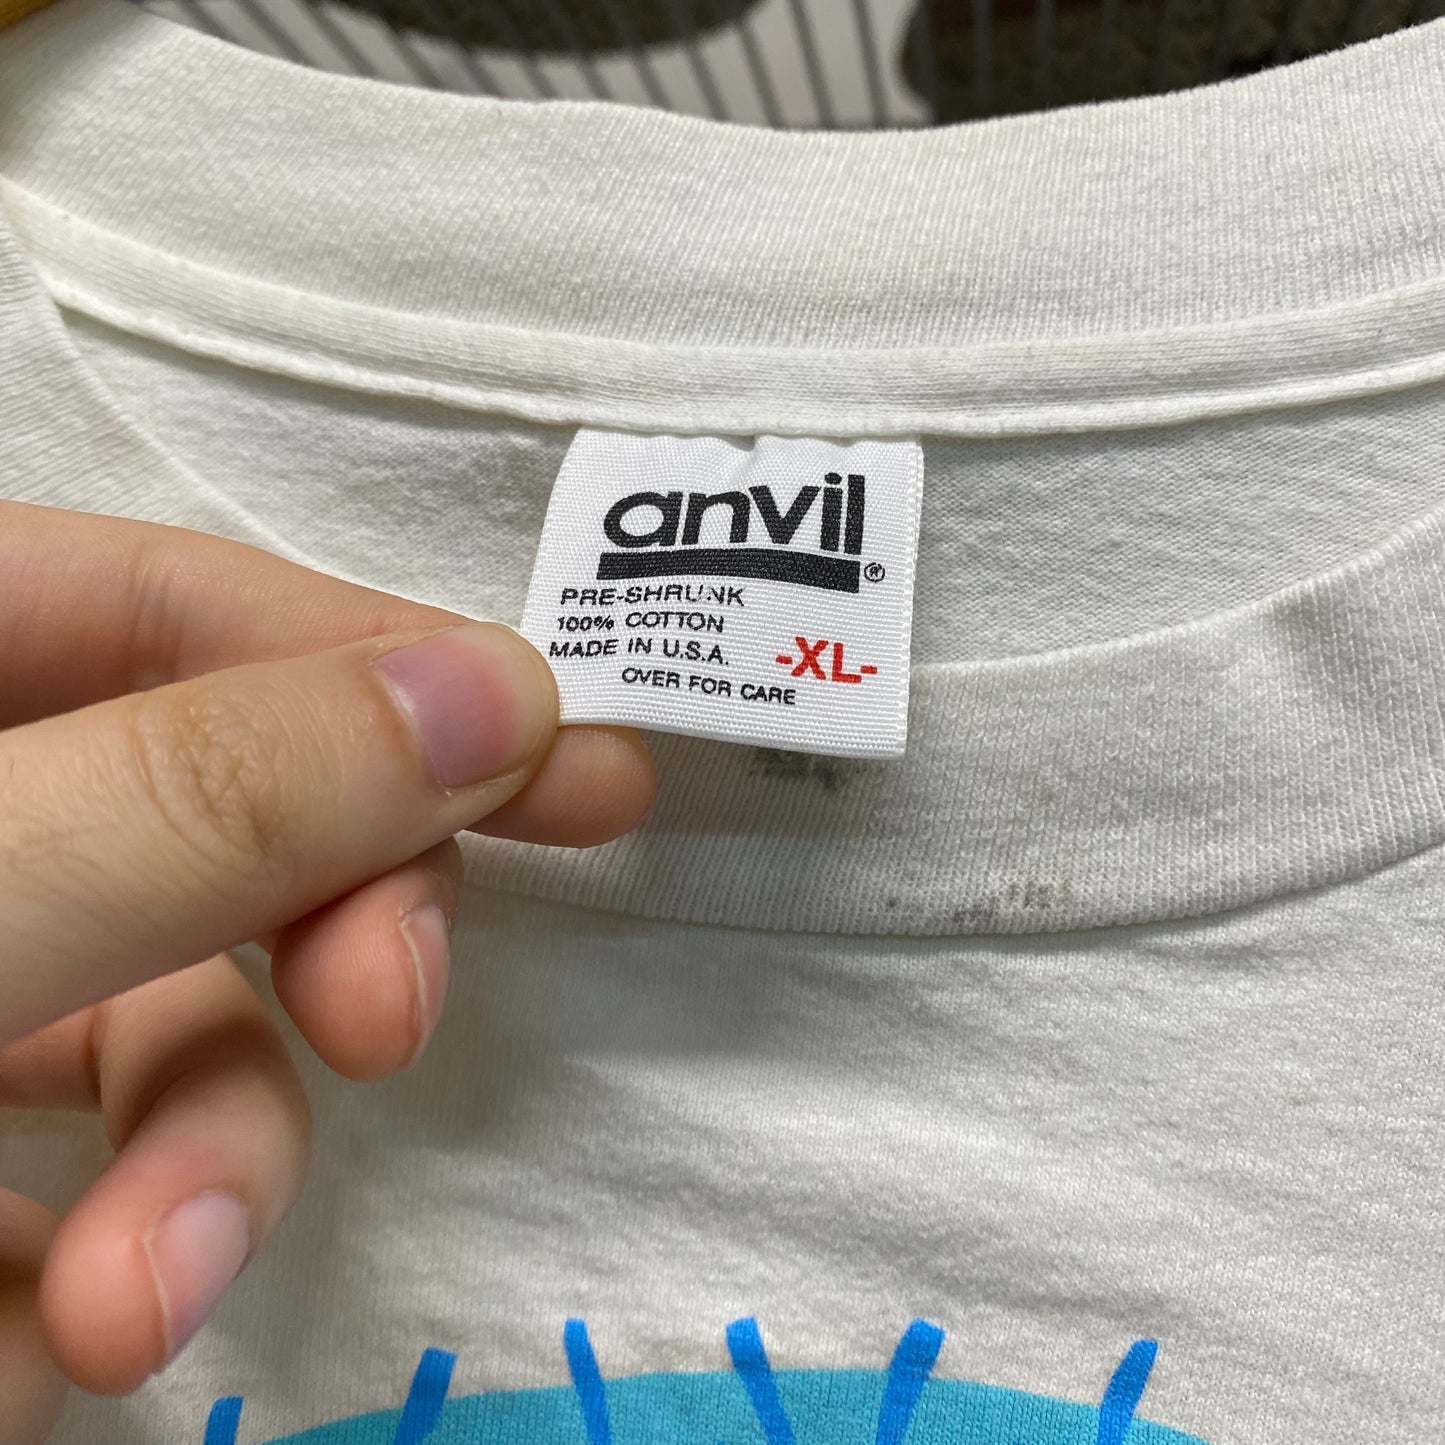 anvil®
PRE-SHRUNK
100% COTTON
MADE IN U.S.A. -XL-
OVER FOR CARE